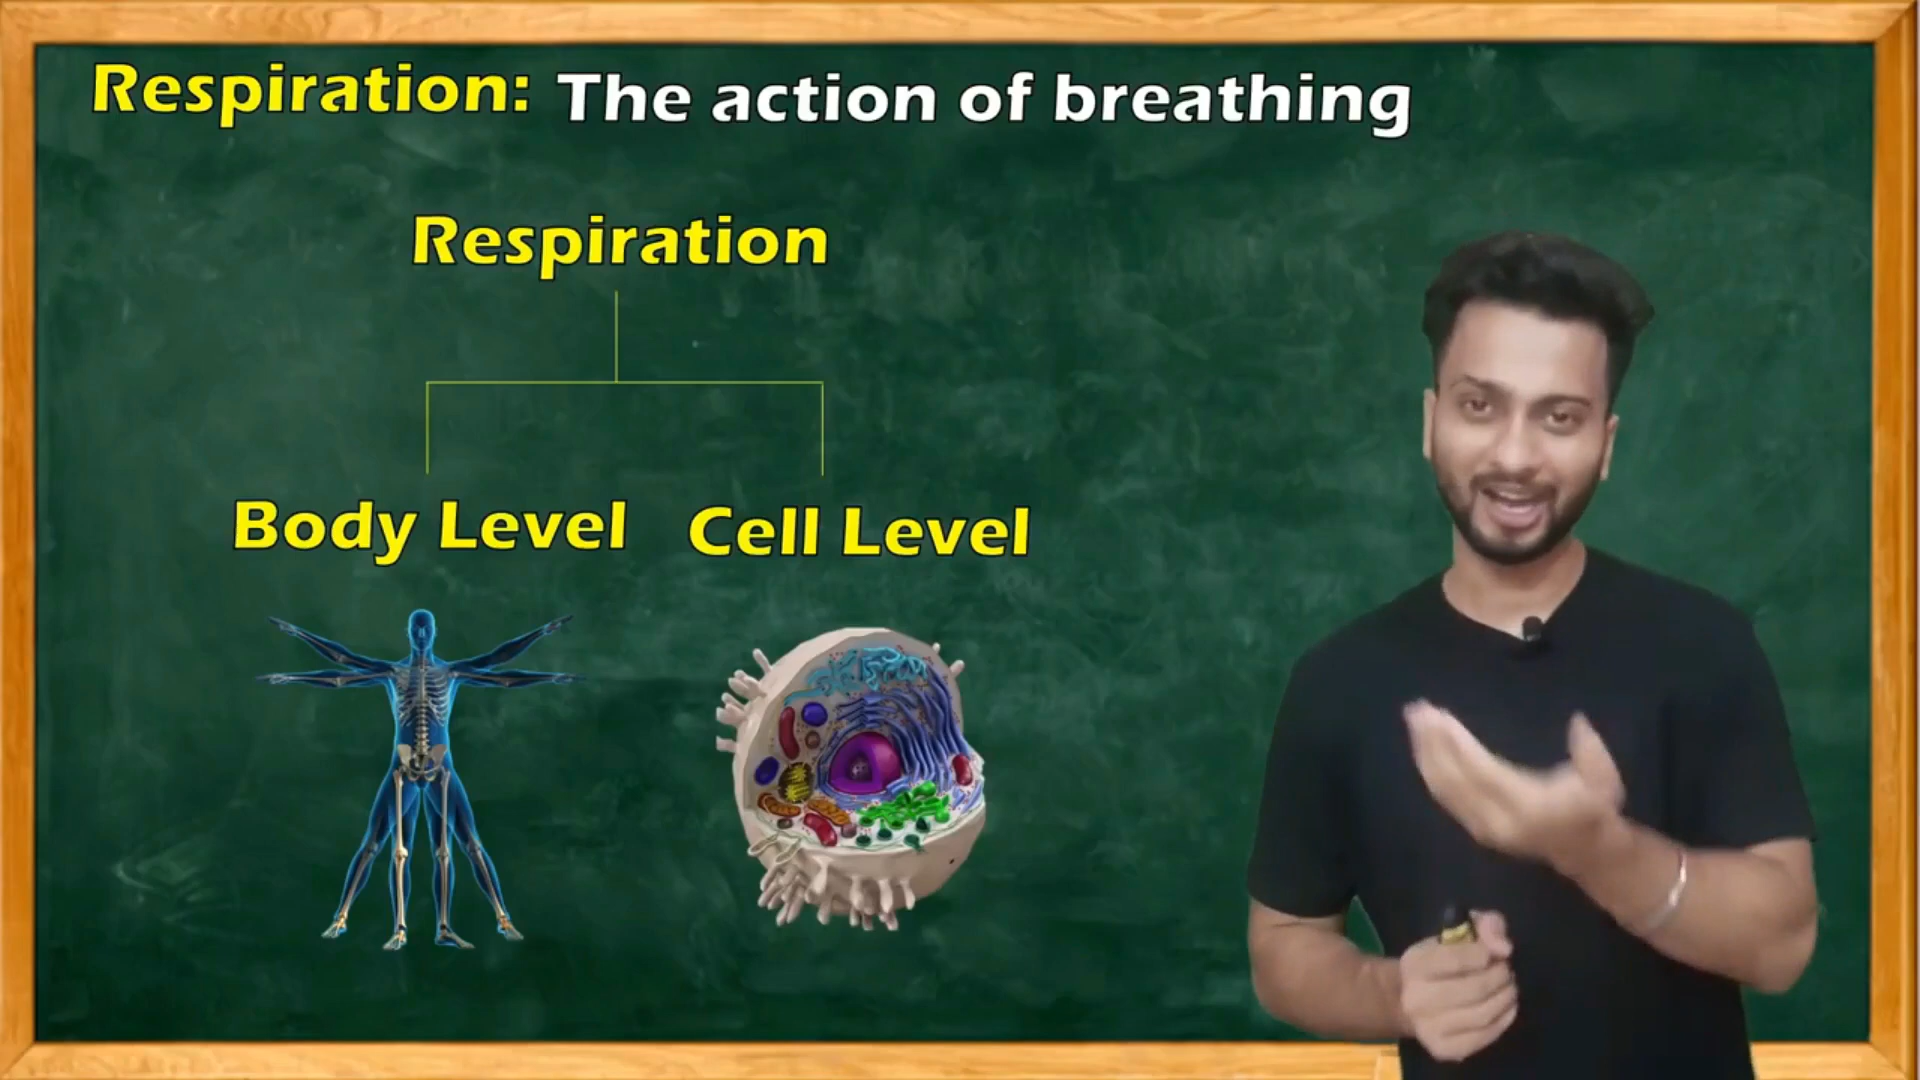 Respiration: The action of breathing
Respiration
Body Level Cell Level